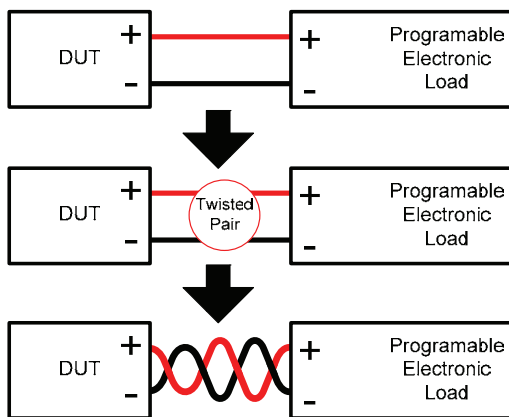 + + Programable
DUT Electronic
- - Load
+ + Programable
DUT Twisted Electronic
Pair
- - Load
+ + Programable
DUT Electronic
- - Load